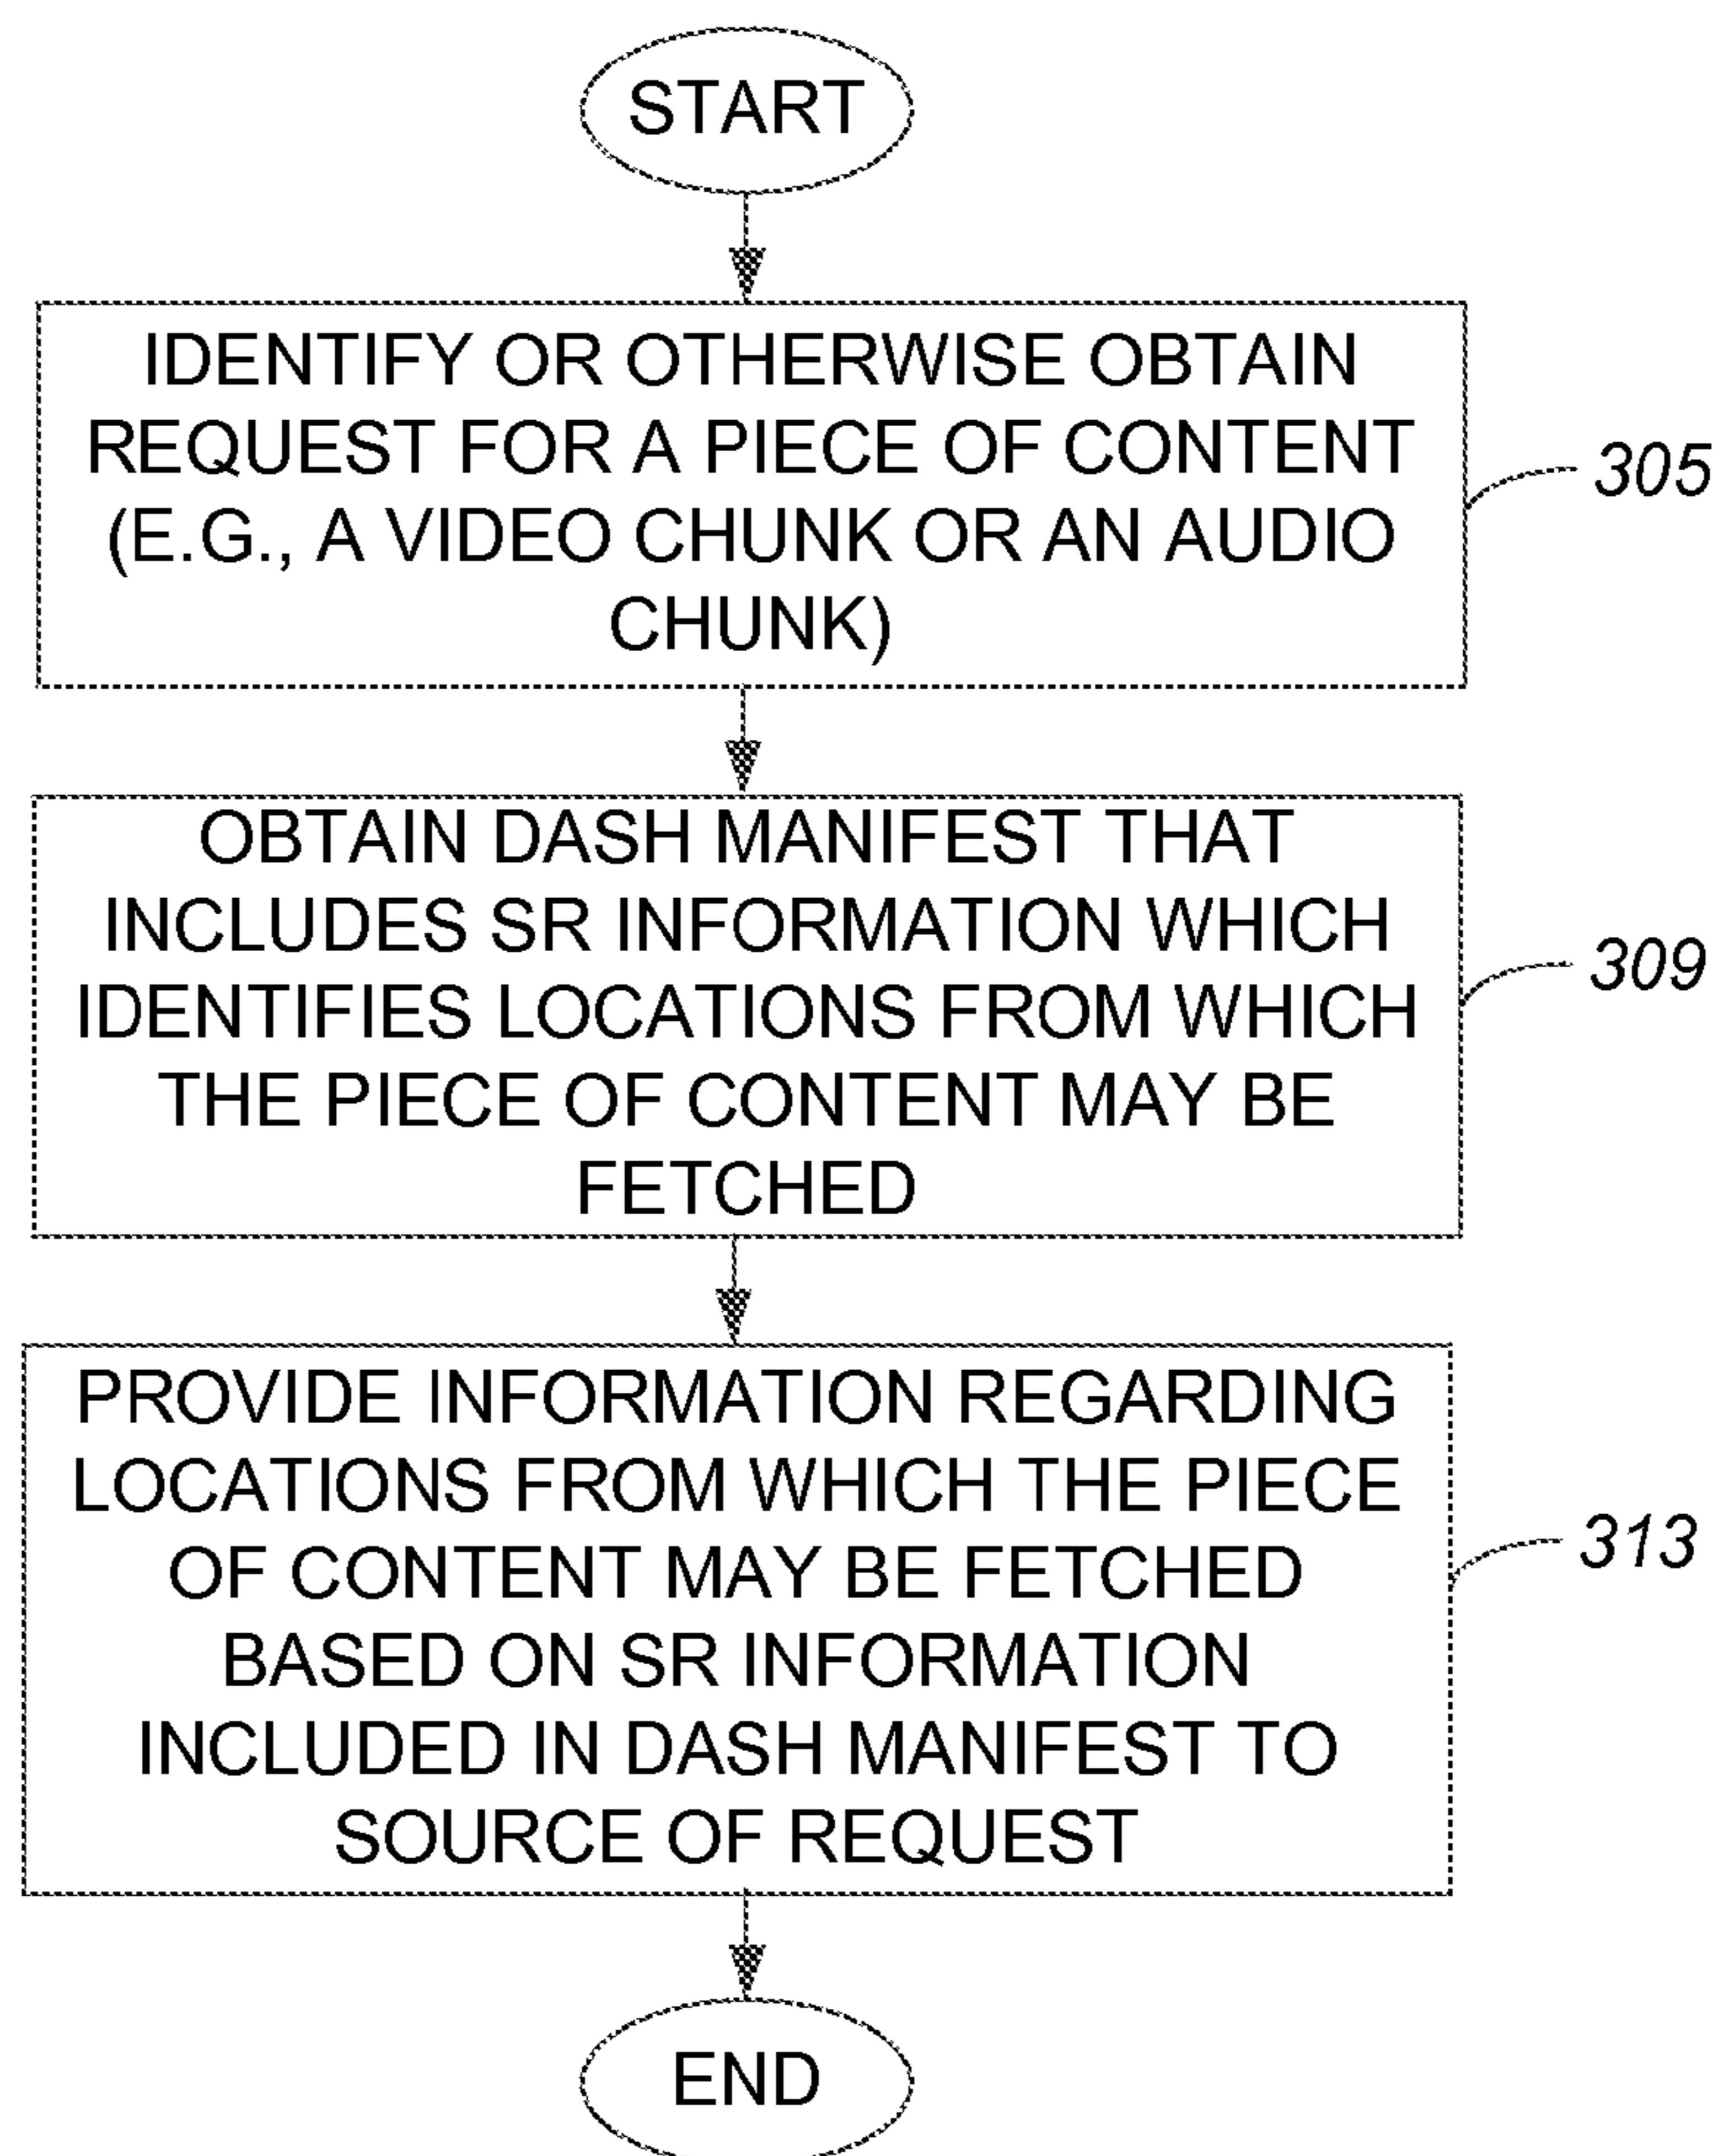 START
IDENTIFY OR OTHERWISE OBTAIN
REQUEST FOR A PIECE OF CONTENT
(E.G., A VIDEO CHUNK OR AN AUDIO
CHUNK)
305
OBTAIN DASH MANIFEST THAT
INCLUDES SR INFORMATION WHICH
IDENTIFIES LOCATIONS FROM WHICH
THE PIECE OF CONTENT MAY BE
FETCHED
309
PROVIDE INFORMATION REGARDING
LOCATIONS FROM WHICH THE PIECE
OF CONTENT MAY BE FETCHED
BASED ON SR INFORMATION
INCLUDED IN DASH MANIFEST TO
SOURCE OF REQUEST
313
END